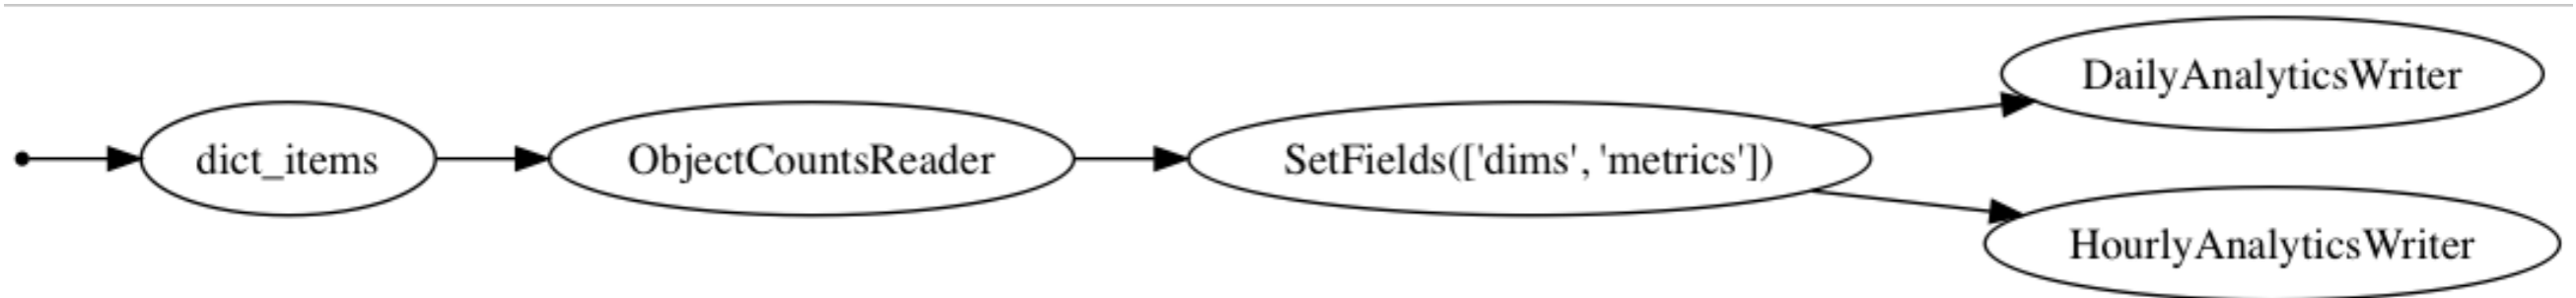 dict_items
ObjectCountsReader
SetFields(['dims', 'metrics'])
DailyAnalyticsWriter
HourlyAnalyticsWriter